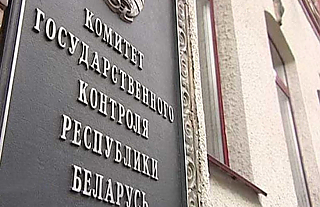 КОМИТЕТ
ГОСУДАРСТВЕННОГО
КОНТРОЛЯ
РЕСПУБЛИКИ
БЕЛАРУСЬ